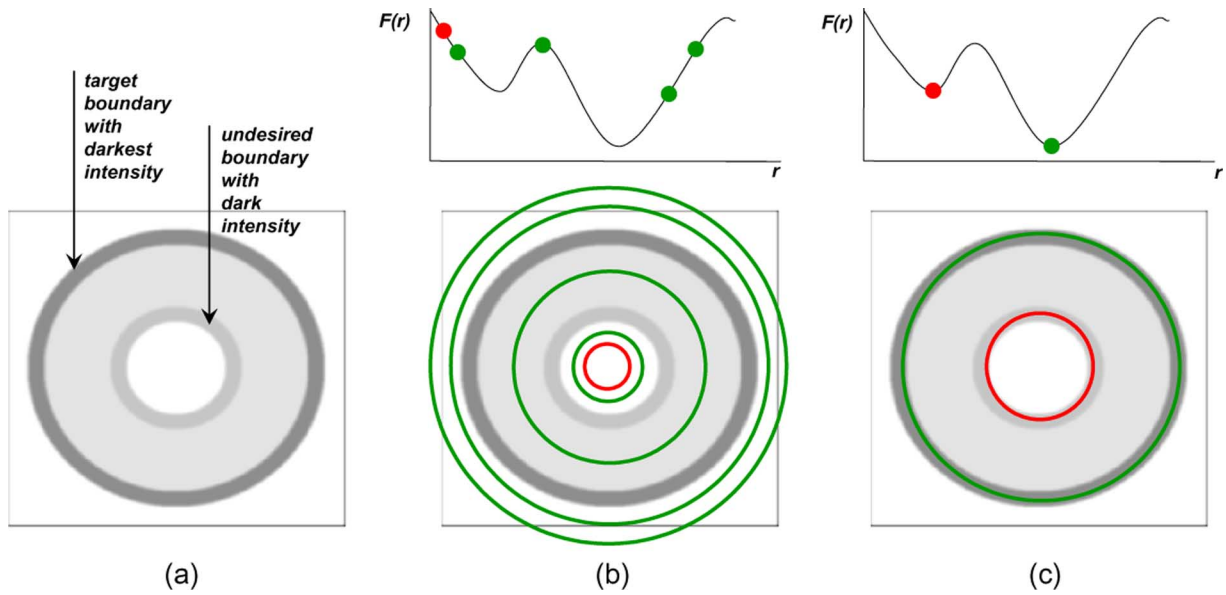 target
boundary
with
darkest
intensity
undesired
boundary
with
dark
intensity
F(r)
r
F(r)
r
(a)
(b)
(c)